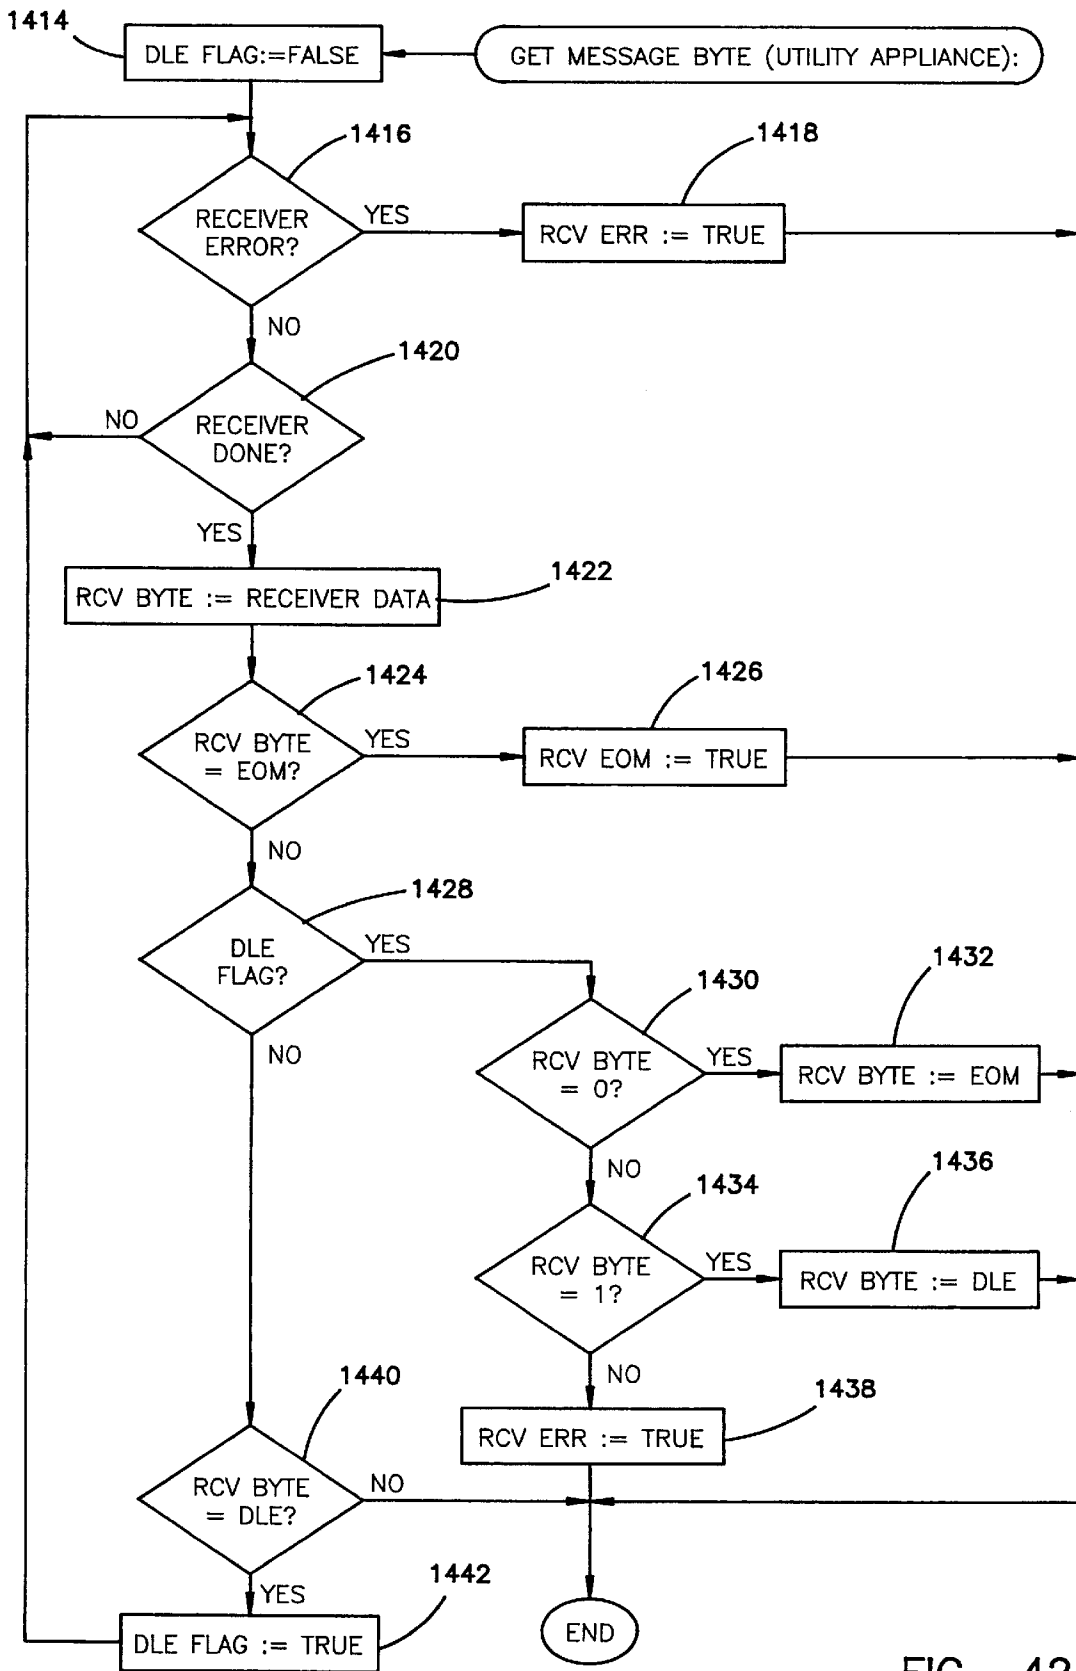 1414
DLE FLAG:=FALSE
GET MESSAGE BYTE (UTILITY APPLIANCE):
1416
1418
RECEIVER
ERROR?
YES
RCV ERR := TRUE
NO
1420
NO
RECEIVER
DONE?
YES
1422
RCV BYTE := RECEIVER DATA
1424
1426
RCV BYTE
= EOM?
YES
RCV EOM := TRUE
NO
1428
DLE
FLAG?
YES
NO
1430
1432
RCV BYTE
= 0?
YES
RCV BYTE := EOM
NO
1434
1436
RCV BYTE
= 1?
YES
RCV BYTE := DLE
NO
1438
RCV ERR := TRUE
1440
RCV BYTE
= DLE?
NO
YES
1442
DLE FLAG := TRUE
END
FIG. 42